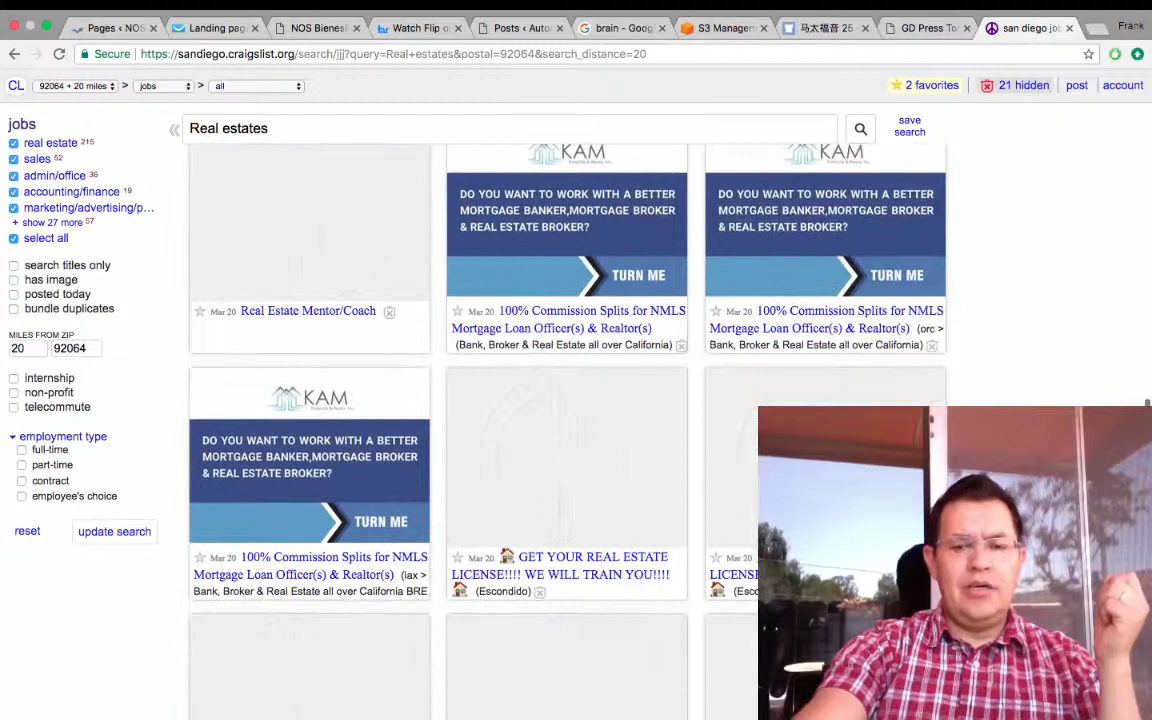 Pages ‹ NOS
Landing page
NOS Bienes
Watch Flip o
Posts ‹ Auto
brain - Goog
S3 Managem
马太福音 25
GD Press To
san diego jo
Frank
Secure https://sandiego.craigslist.org/search/jjj?query=Real+estates&postal=92064&search_distance=20
CL 92064 + 20 miles > jobs > all
2 favorites 21 hidden post account
jobs
real estate 215
sales 52
admin/office 36
accounting/finance 19
marketing/advertising/p...
+ show 27 more 57
select all
search titles only
has image
posted today
bundle duplicates
MILES FROM ZIP
20 92064
internship
non-profit
telecommute
employment type
full-time
part-time
contract
employee's choice
reset update search
Real estates
save
search
Mar 20 Real Estate Mentor/Coach
KAM
DO YOU WANT TO WORK WITH A BETTER
MORTGAGE BANKER,MORTGAGE BROKER
& REAL ESTATE BROKER?
TURN ME
Mar 20 100% Commission Splits for NMLS
Mortgage Loan Officer(s) & Realtor(s)
(Bank, Broker & Real Estate all over California)
KAM
DO YOU WANT TO WORK WITH A BETTER
MORTGAGE BANKER,MORTGAGE BROKER
& REAL ESTATE BROKER?
TURN ME
Mar 20 100% Commission Splits for NMLS
Mortgage Loan Officer(s) & Realtor(s) (orc >
Bank, Broker & Real Estate all over California)
KAM
DO YOU WANT TO WORK WITH A BETTER
MORTGAGE BANKER,MORTGAGE BROKER
& REAL ESTATE BROKER?
TURN ME
Mar 20 100% Commission Splits for NMLS
Mortgage Loan Officer(s) & Realtor(s) (lax >
Bank, Broker & Real Estate all over California BRE
Mar 20 GET YOUR REAL ESTATE
LICENSE!!!! WE WILL TRAIN YOU!!!!
(Escondido)
Mar 20
LICENSE
(Esc